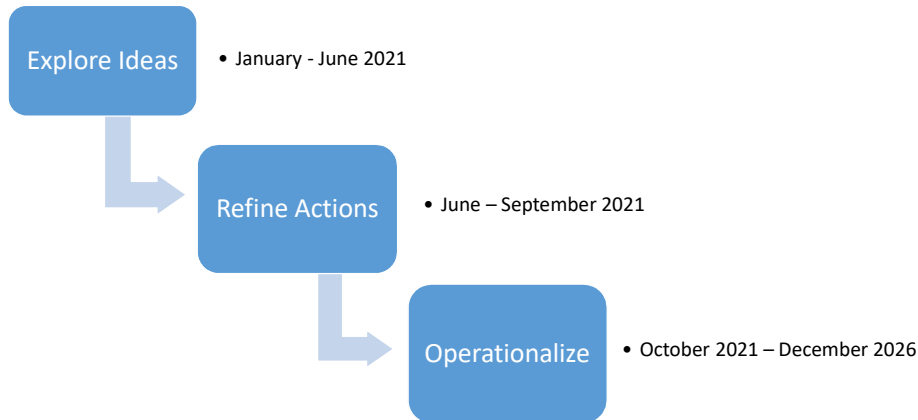 Explore Ideas
• January - June 2021
Refine Actions
• June – September 2021
Operationalize
• October 2021 – December 2026